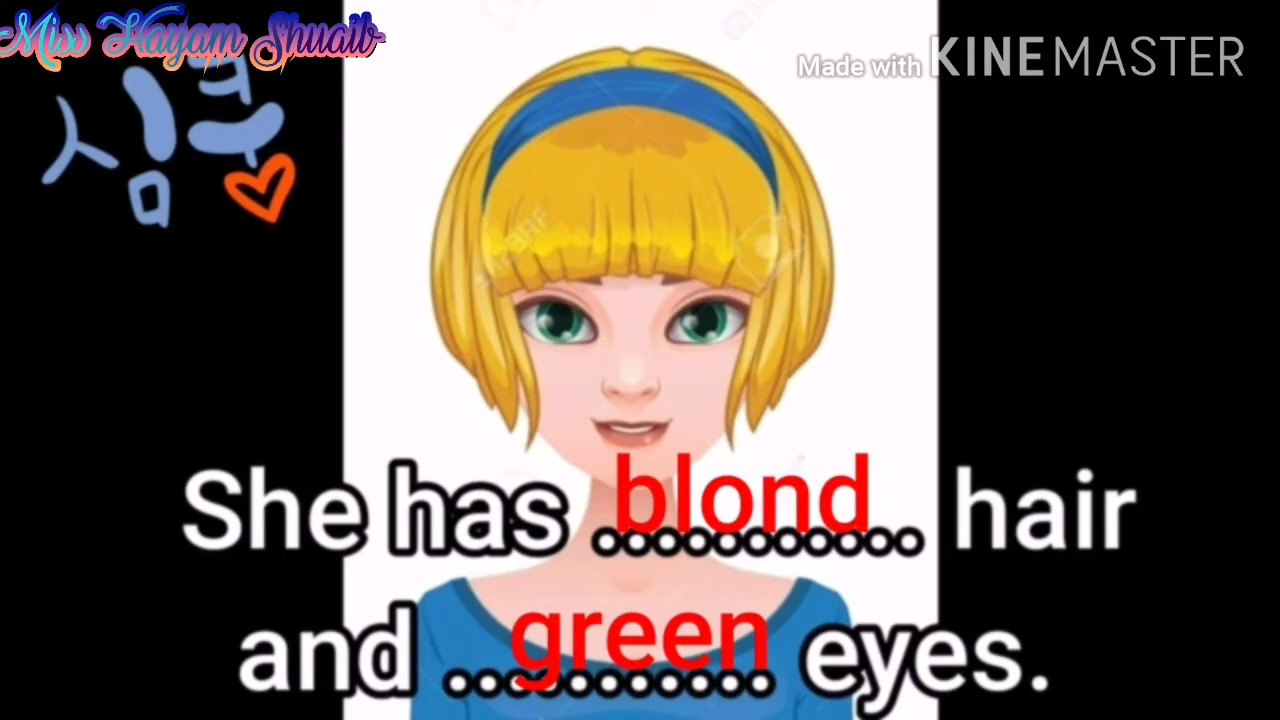 Miss Hayam Shuaib
Made with KINEMASTER
심쿵
She has ...blond... hair
and ...green... eyes.